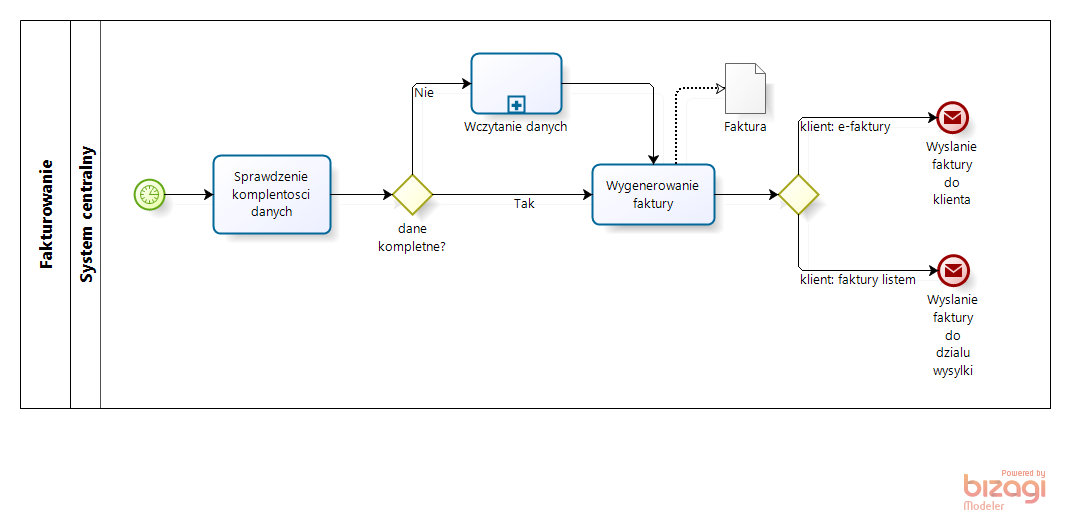 Fakturowanie
System centralny
Sprawdzenie
komplentosci
danych
dane
kompletne?
Nie
Wczytanie danych
Tak
Wygenerowanie
faktury
Faktura
klient: e-faktury
Wyslanie
faktury
do
klienta
klient: faktury listem
Wyslanie
faktury
do
dzialu
wysylki
Powered by
bizagi
Modeler